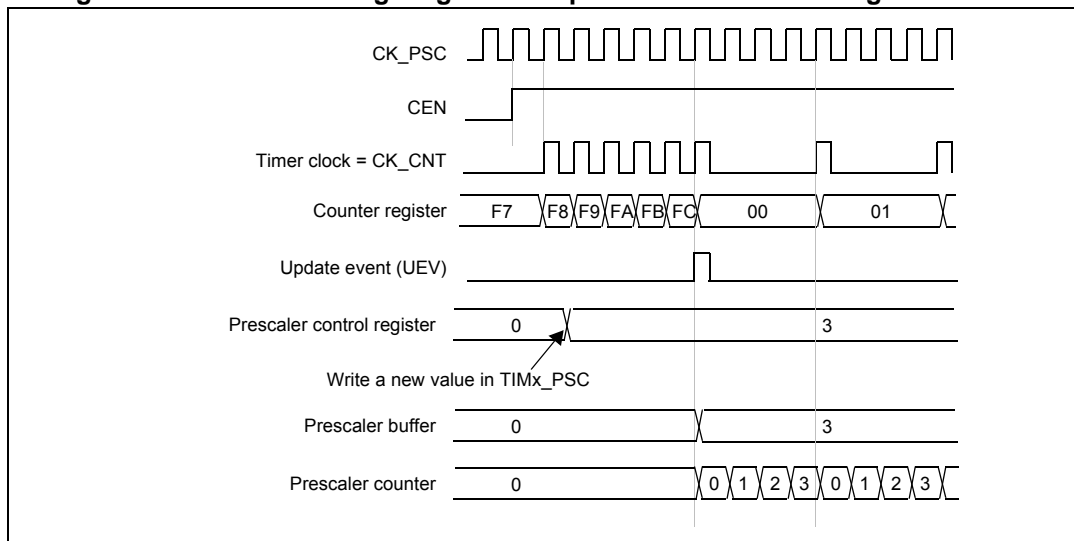 CK_PSC
CEN
Timer clock = CK_CNT
Counter register F7 F8 F9 FA FB FC 00 01
Update event (UEV)
Prescaler control register 0 3
Write a new value in TIMx_PSC
Prescaler buffer 0 3
Prescaler counter 0 0 1 2 3 0 1 2 3